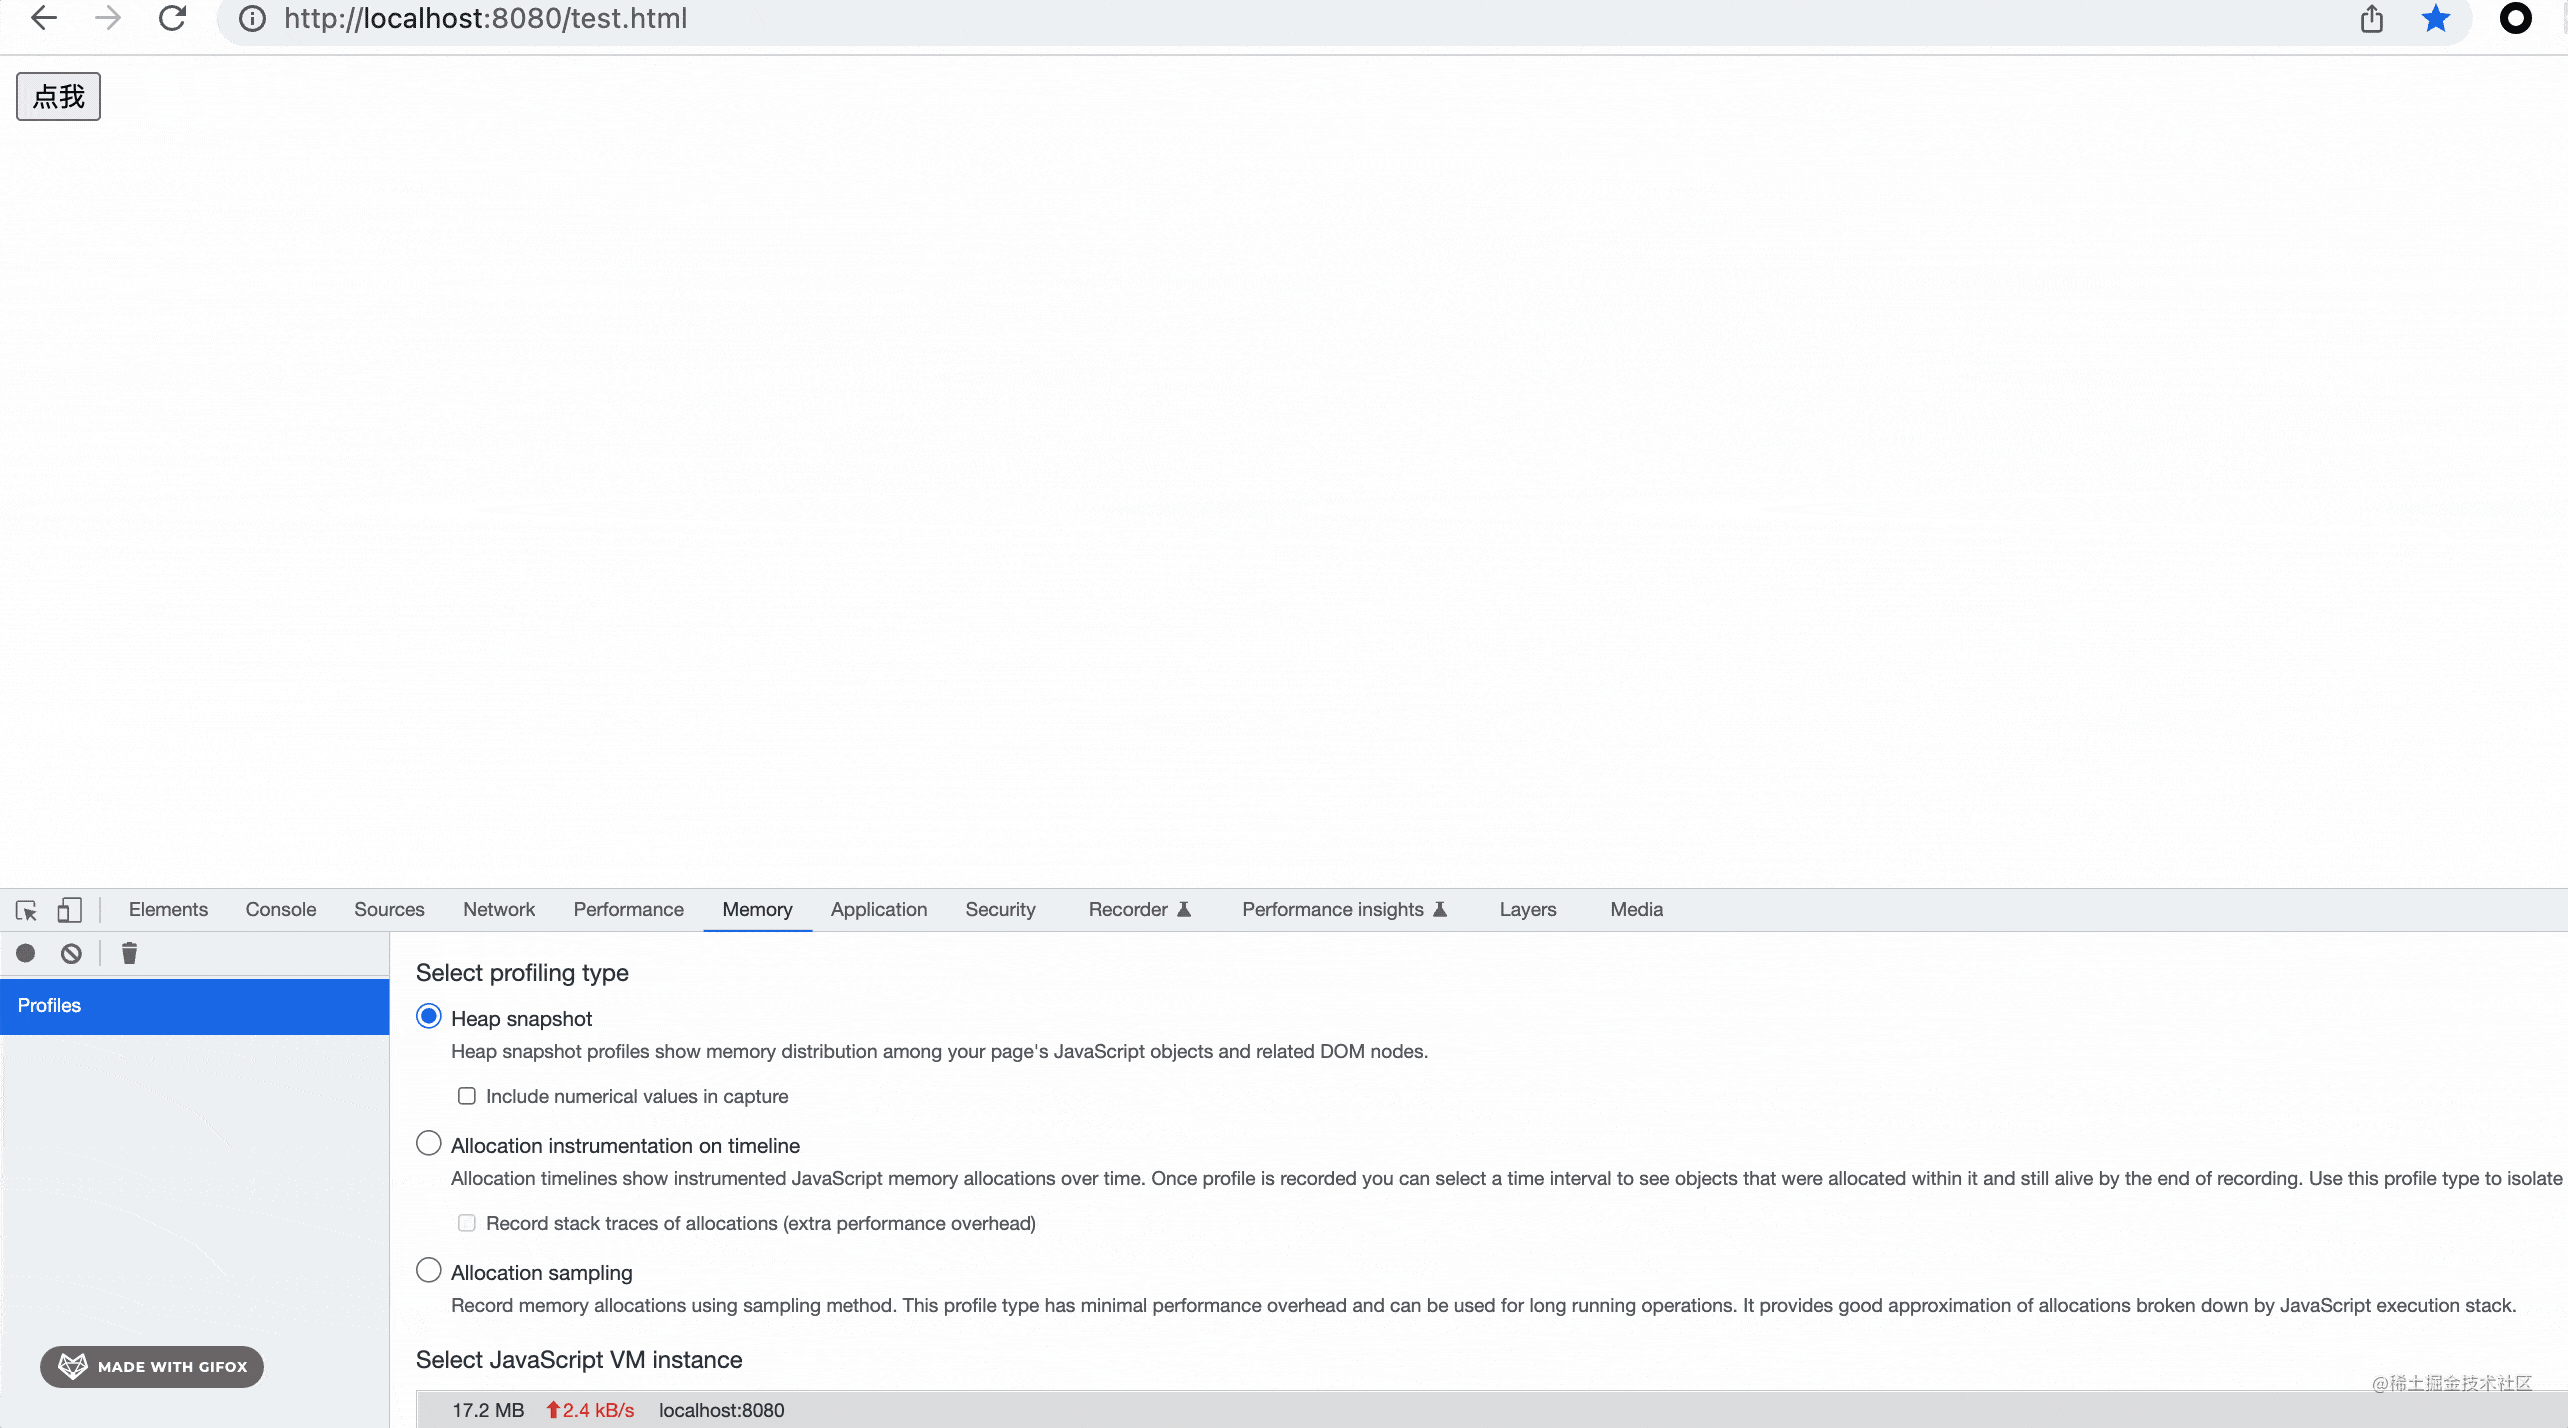 http://localhost:8080/test.html
点我
Elements Console Sources Network Performance Memory Application Security Recorder Performance insights Layers Media
Profiles
Select profiling type
Heap snapshot
Heap snapshot profiles show memory distribution among your page's JavaScript objects and related DOM nodes.
Include numerical values in capture
Allocation instrumentation on timeline
Allocation timelines show instrumented JavaScript memory allocations over time. Once profile is recorded you can select a time interval to see objects that were allocated within it and still alive by the end of recording. Use this profile type to isolate
Record stack traces of allocations (extra performance overhead)
Allocation sampling
Record memory allocations using sampling method. This profile type has minimal performance overhead and can be used for long running operations. It provides good approximation of allocations broken down by JavaScript execution stack.
Select JavaScript VM instance
MADE WITH GIFOX
@稀土掘金技术社区
17.2 MB 2.4 kB/s localhost:8080